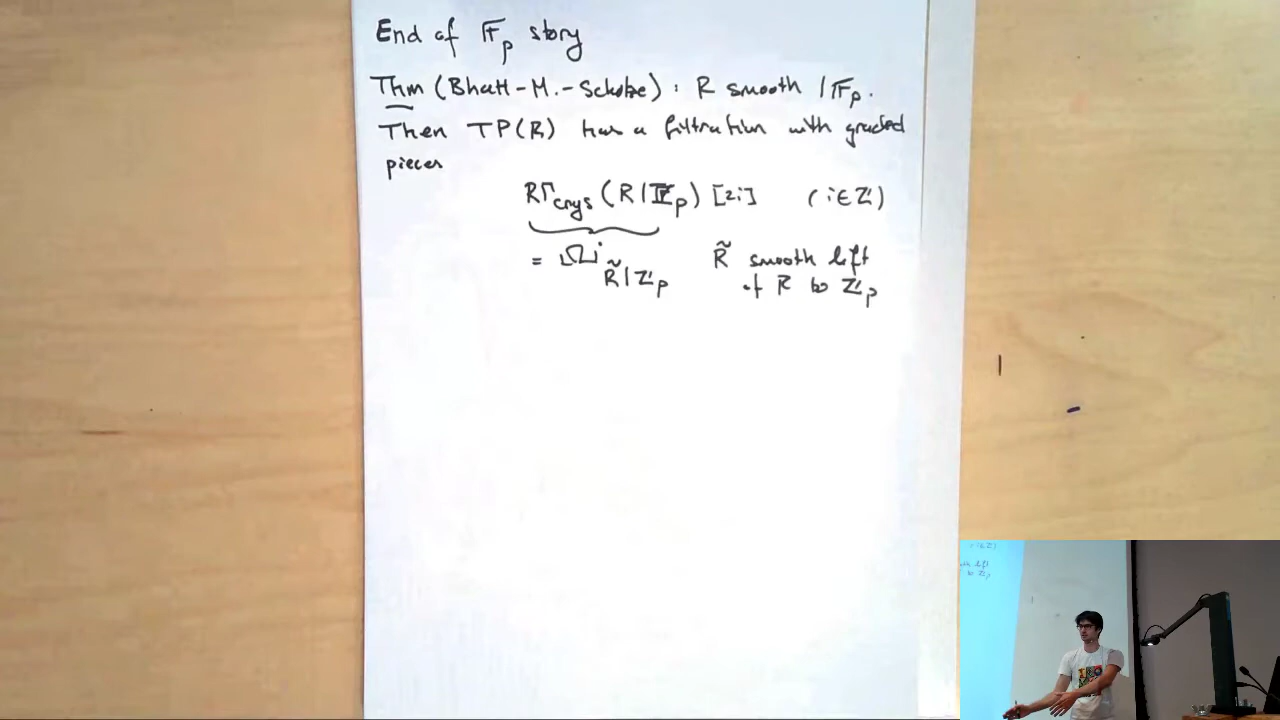 End of 𝔽_p story
Thm (Bhatt-M.-Scholze): R smooth /𝔽_p.
Then TP(R) has a filtration with graded
pieces
RΓ_crys (R|ℤ_p) [2i] (i∈ℤ)
= Ω^•_{R̃|ℤ_p} R̃ smooth lift
of R to ℤ_p